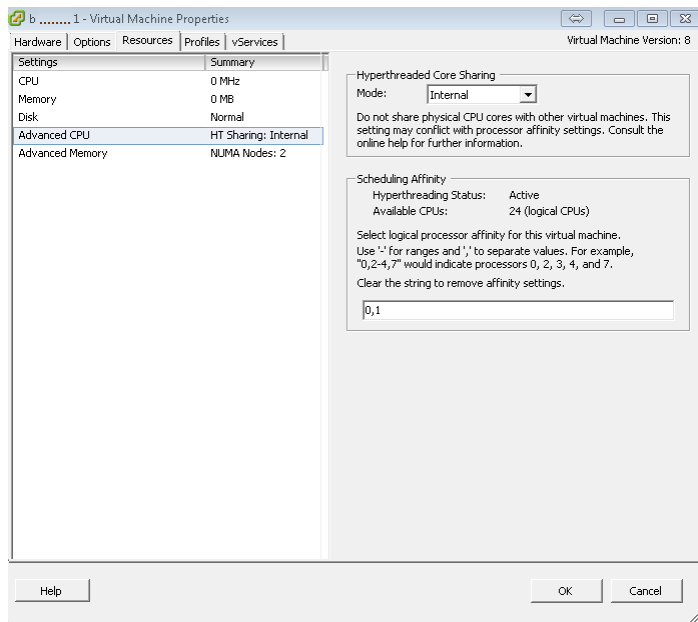 b ........ 1 - Virtual Machine Properties
Hardware Options Resources Profiles vServices Virtual Machine Version: 8
Settings Summary
CPU 0 MHz
Memory 0 MB
Disk Normal
Advanced CPU HT Sharing: Internal
Advanced Memory NUMA Nodes: 2
Hyperthreaded Core Sharing
Mode: Internal
Do not share physical CPU cores with other virtual machines. This
setting may conflict with processor affinity settings. Consult the
online help for further information.
Scheduling Affinity
Hyperthreading Status: Active
Available CPUs: 24 (logical CPUs)
Select logical processor affinity for this virtual machine.
Use '-' for ranges and ',' to separate values. For example,
"0,2-4,7" would indicate processors 0, 2, 3, 4, and 7.
Clear the string to remove affinity settings.
0,1
Help OK Cancel